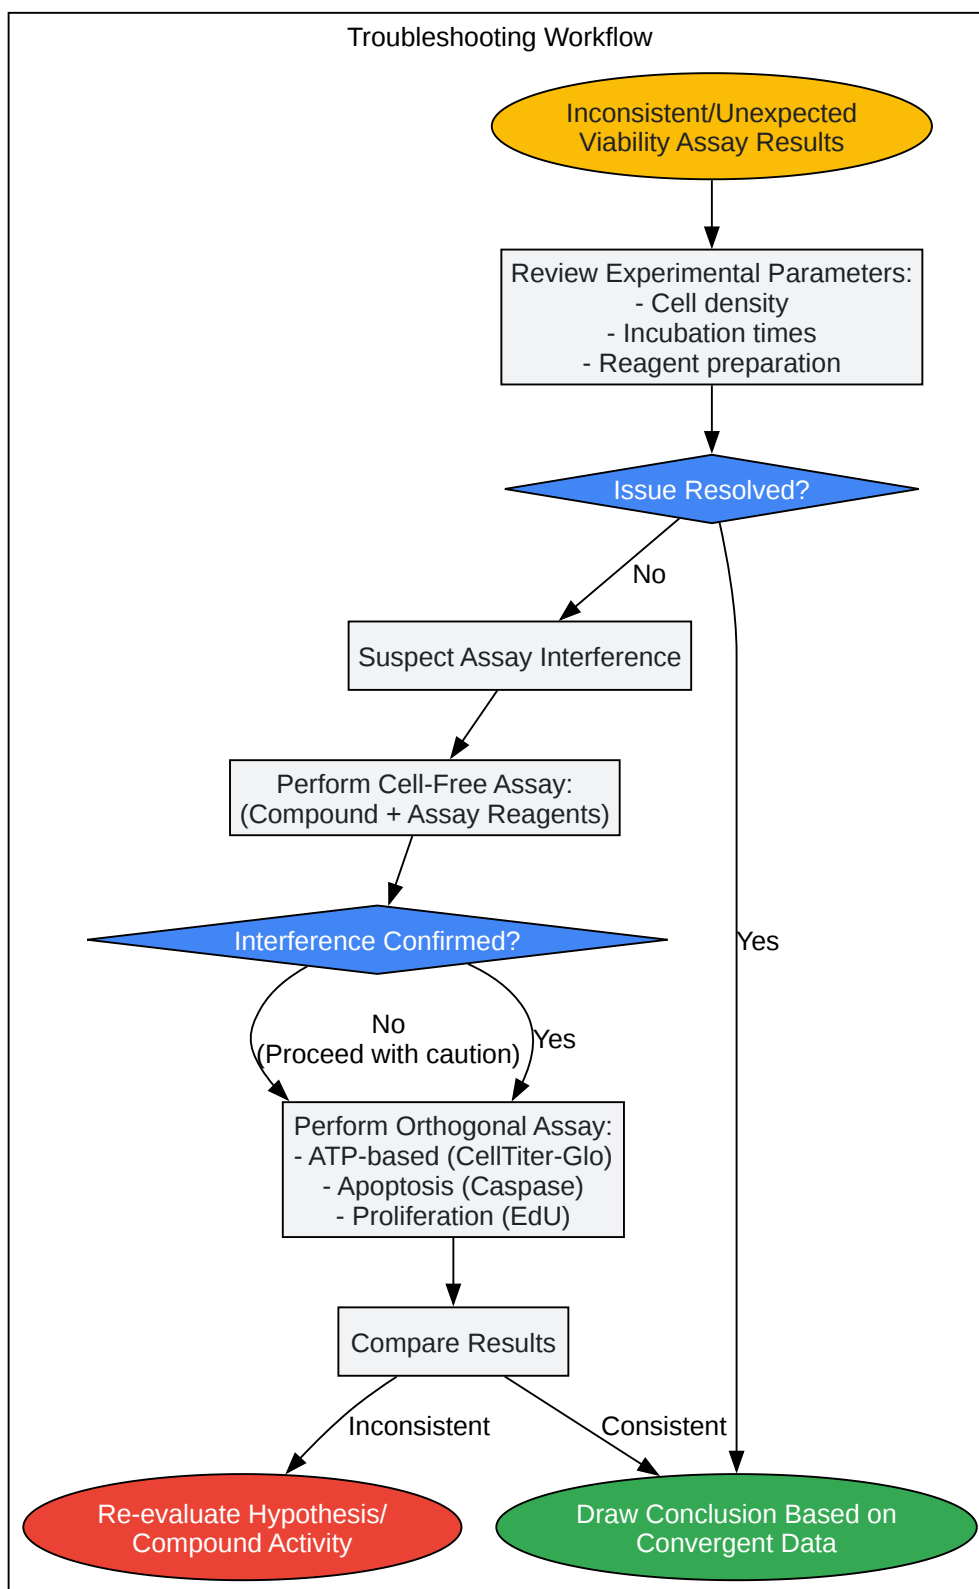 Troubleshooting Workflow
Inconsistent/Unexpected
Viability Assay Results
Review Experimental Parameters:
- Cell density
- Incubation times
- Reagent preparation
Issue Resolved?
No
Suspect Assay Interference
Perform Cell-Free Assay:
(Compound + Assay Reagents)
Interference Confirmed?
Yes
No
(Proceed with caution)
Yes
Perform Orthogonal Assay:
- ATP-based (CellTiter-Glo)
- Apoptosis (Caspase)
- Proliferation (EdU)
Compare Results
Inconsistent
Consistent
Re-evaluate Hypothesis/
Compound Activity
Draw Conclusion Based on
Convergent Data